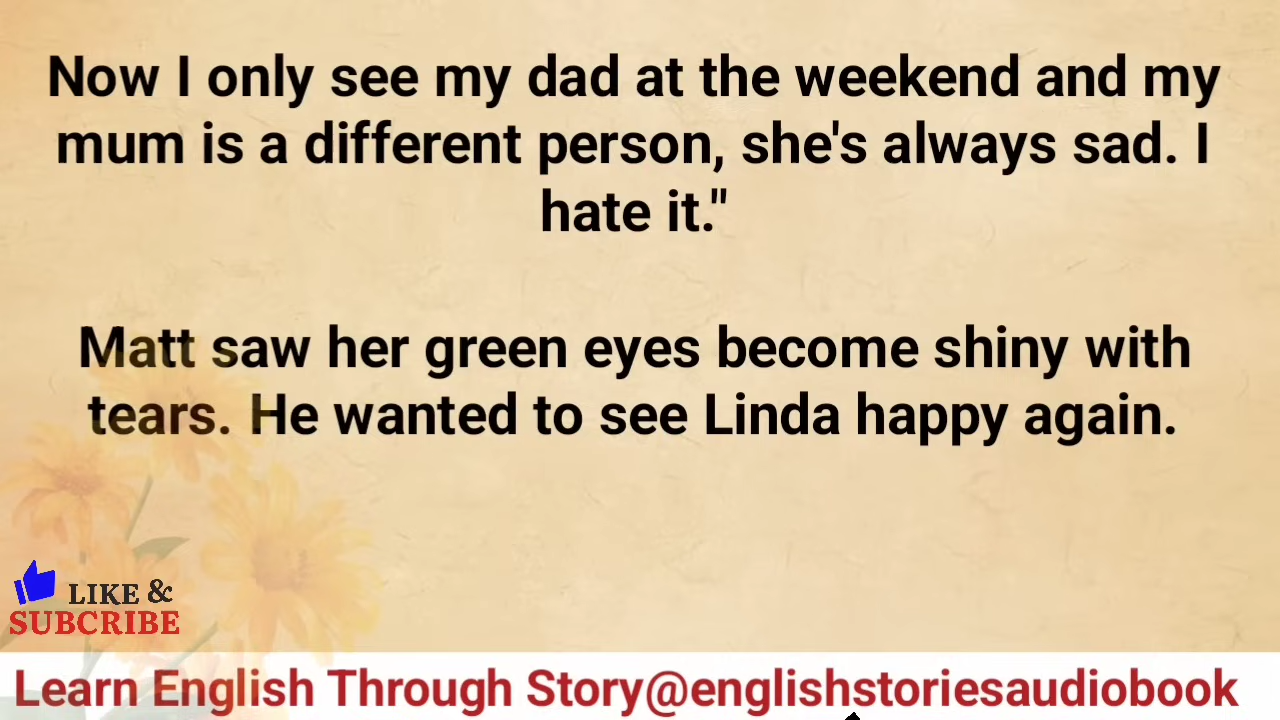 Now I only see my dad at the weekend and my
mum is a different person, she's always sad. I
hate it."
Matt saw her green eyes become shiny with
tears. He wanted to see Linda happy again.
LIKE &
SUBCRIBE
Learn English Through Story@englishstoriesaudiobook